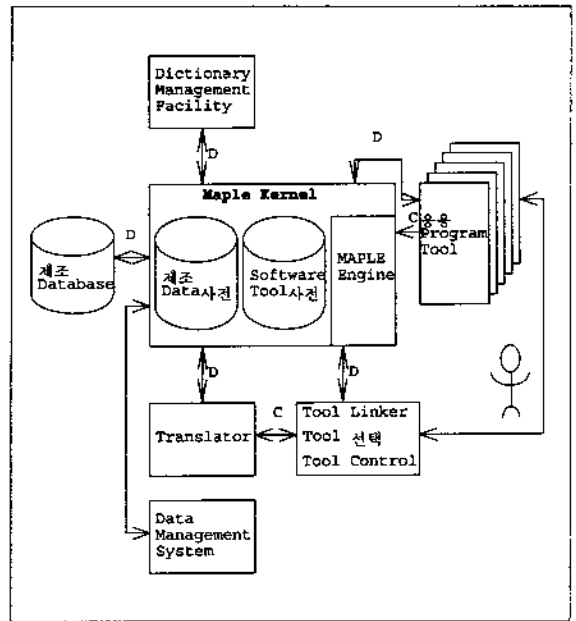 Dictionary
Management
Facility
D
D
Maple Kernel
제조
Data사전
Software
Tool사전
MAPLE
Engine
D
제조
Database
C
응용
Program
Tool
D
D
Translator
C
Tool Linker
Tool 선택
Tool Control
Data
Management
System